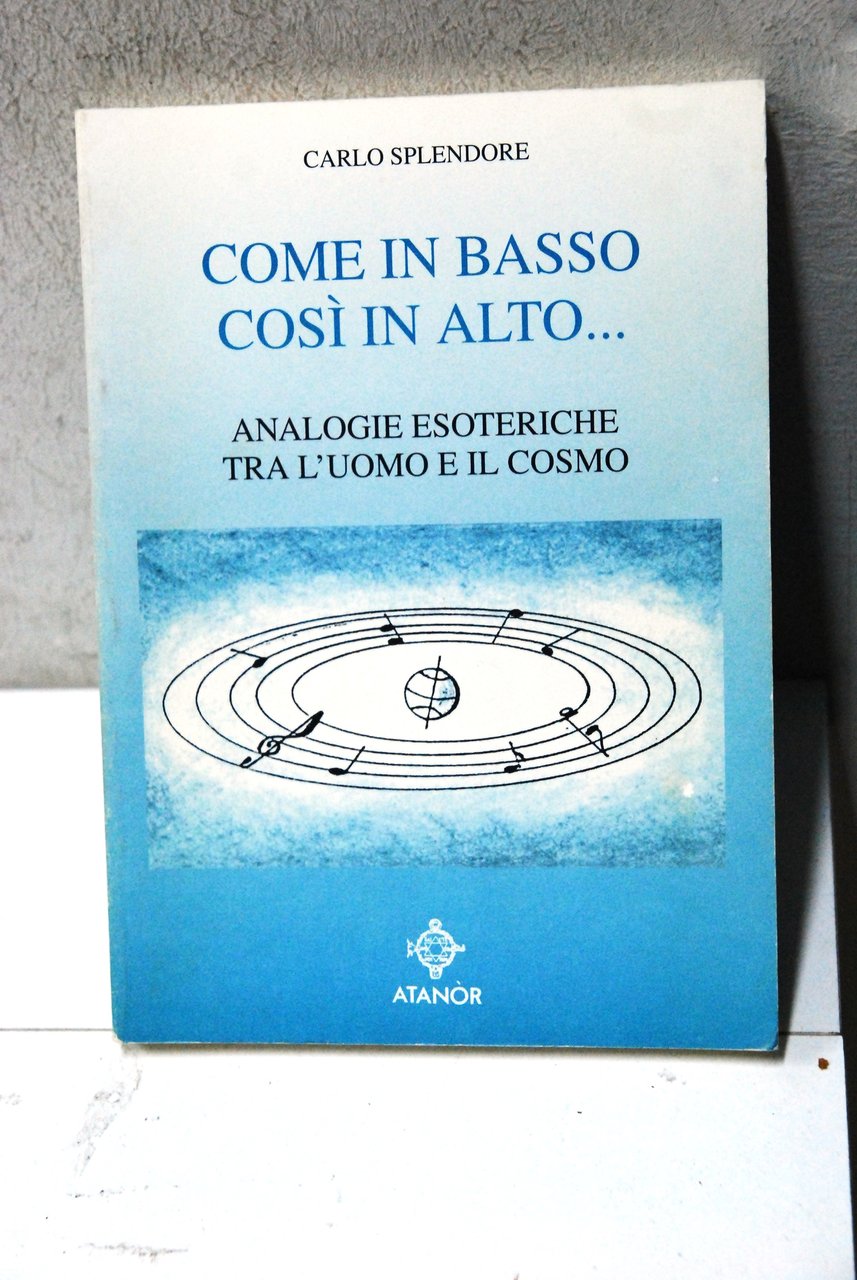 CARLO SPLENDORE
COME IN BASSO
COSÌ IN ALTO...
ANALOGIE ESOTERICHE
TRA L'UOMO E IL COSMO
ATANÒR